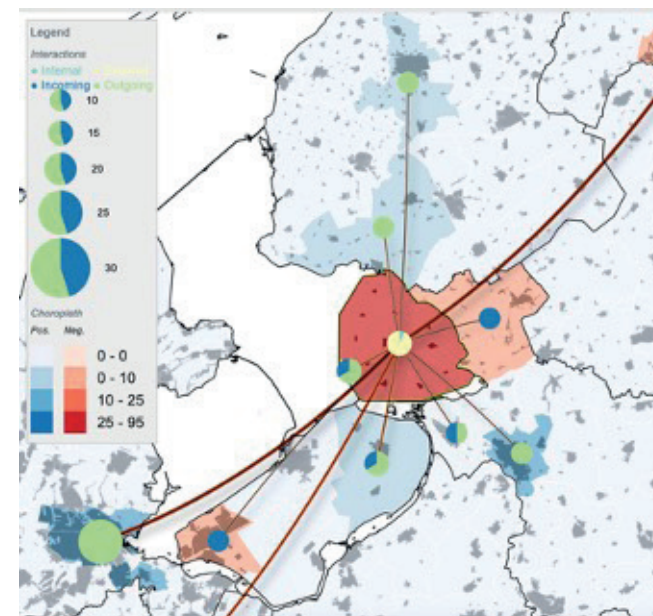 Legend
Interactions
Internal
Incoming Outgoing
10
15
20
25
30
Choropleth
Pos. Neg.
0 - 0
0 - 10
10 - 25
25 - 95